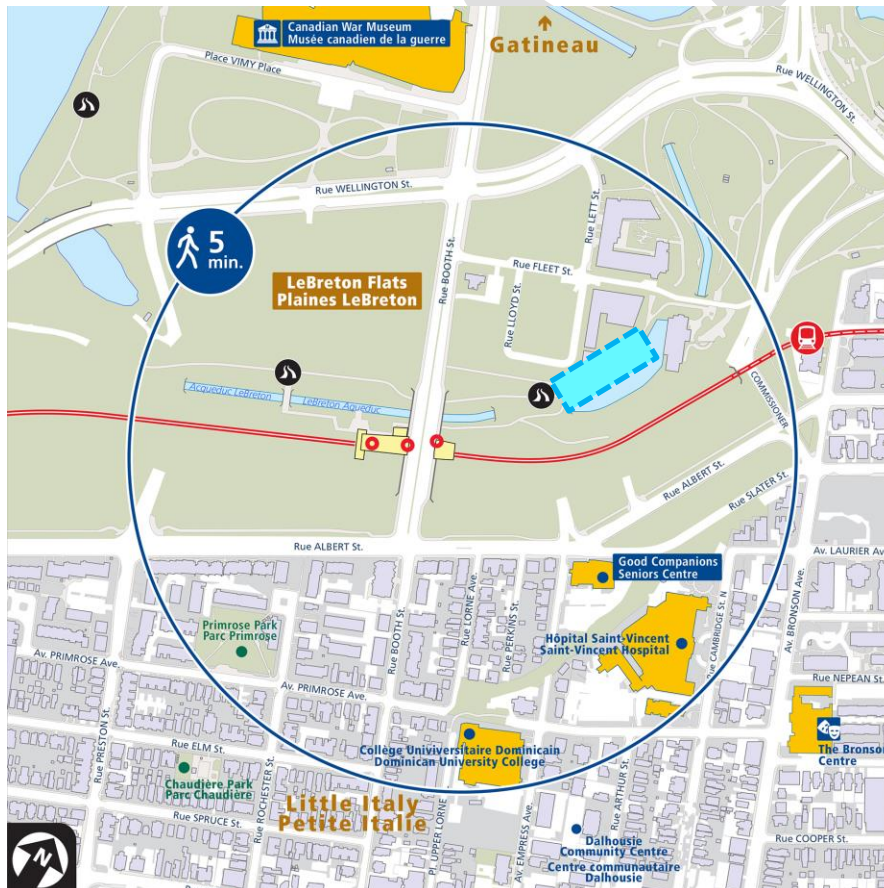 Canadian War Museum
Musée canadien de la guerre
Gatineau
Place VIMY Place
Rue WELLINGTON St.
Rue WELLINGTON St.
5
min.
Rue BOOTH St.
Rue LETT St.
Rue FLEET St.
Rue LLOYD St.
LeBreton Flats
Plaines LeBreton
Acqueduc LeBreton
LeBreton Aqueduc
COMMISSIONER
Rue ALBERT St.
Rue SLATER St.
Rue ALBERT St.
Av. LAURIER Av
Good Companions
Seniors Centre
Rue LORNE Ave.
Rue PERKINS St.
Rue BOOTH St.
Rue CAMBRIDGE St. N
Av. BRONSON Ave.
Primrose Park
Parc Primrose
Hôpital Saint-Vincent
Saint-Vincent Hospital
Av. PRIMROSE Ave.
Av. PRIMROSE Ave.
Rue NEPEAN St.
Rue PRESTON St.
Rue ELM St.
Rue ROCHESTER St.
Collège Univiersitaire Dominicain
Dominican University College
The Bronson
Centre
Chaudière Park
Parc Chaudière
Rue SPRUCE St.
Little Italy
Petite Italie
Pl. UPPER LORNE Pl.
Av. EMPRESS Ave.
Rue ARTHUR St.
Dalhousie
Community Centre
Centre communautaire
Dalhousie
Rue COOPER St.
N